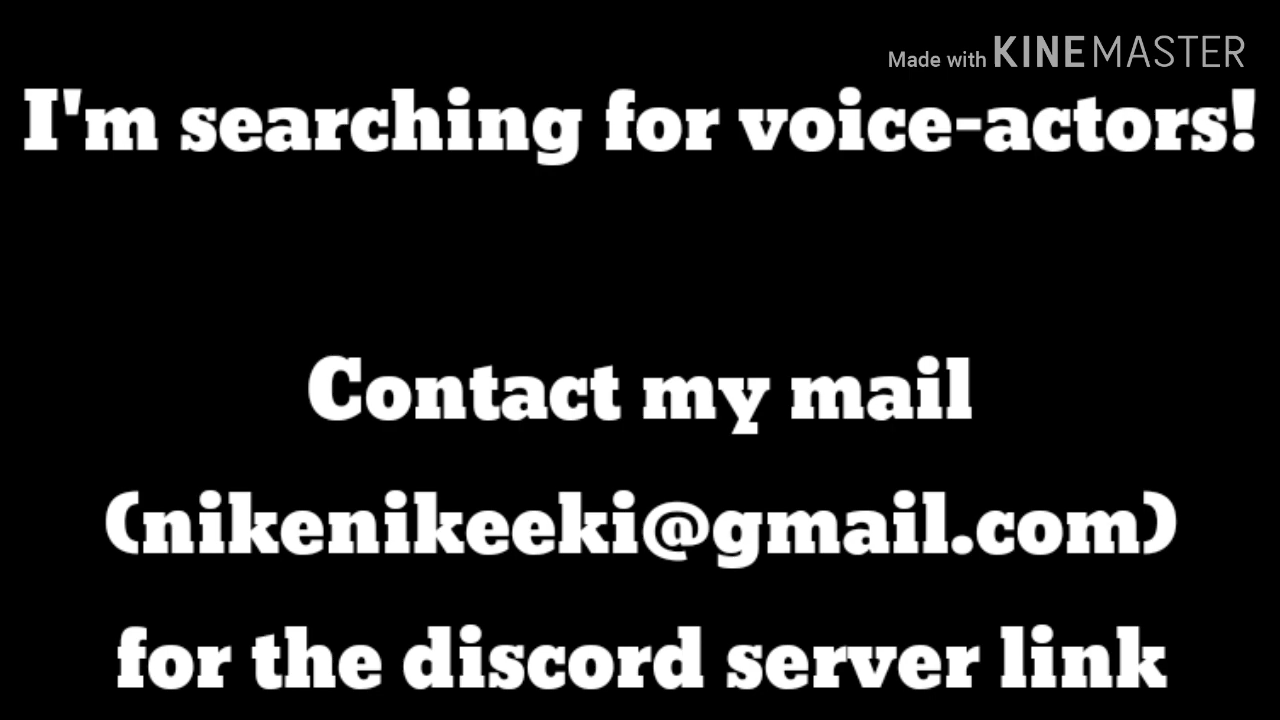 Made with KINEMASTER
I'm searching for voice-actors!
Contact my mail
(nikenikeeki@gmail.com)
for the discord server link